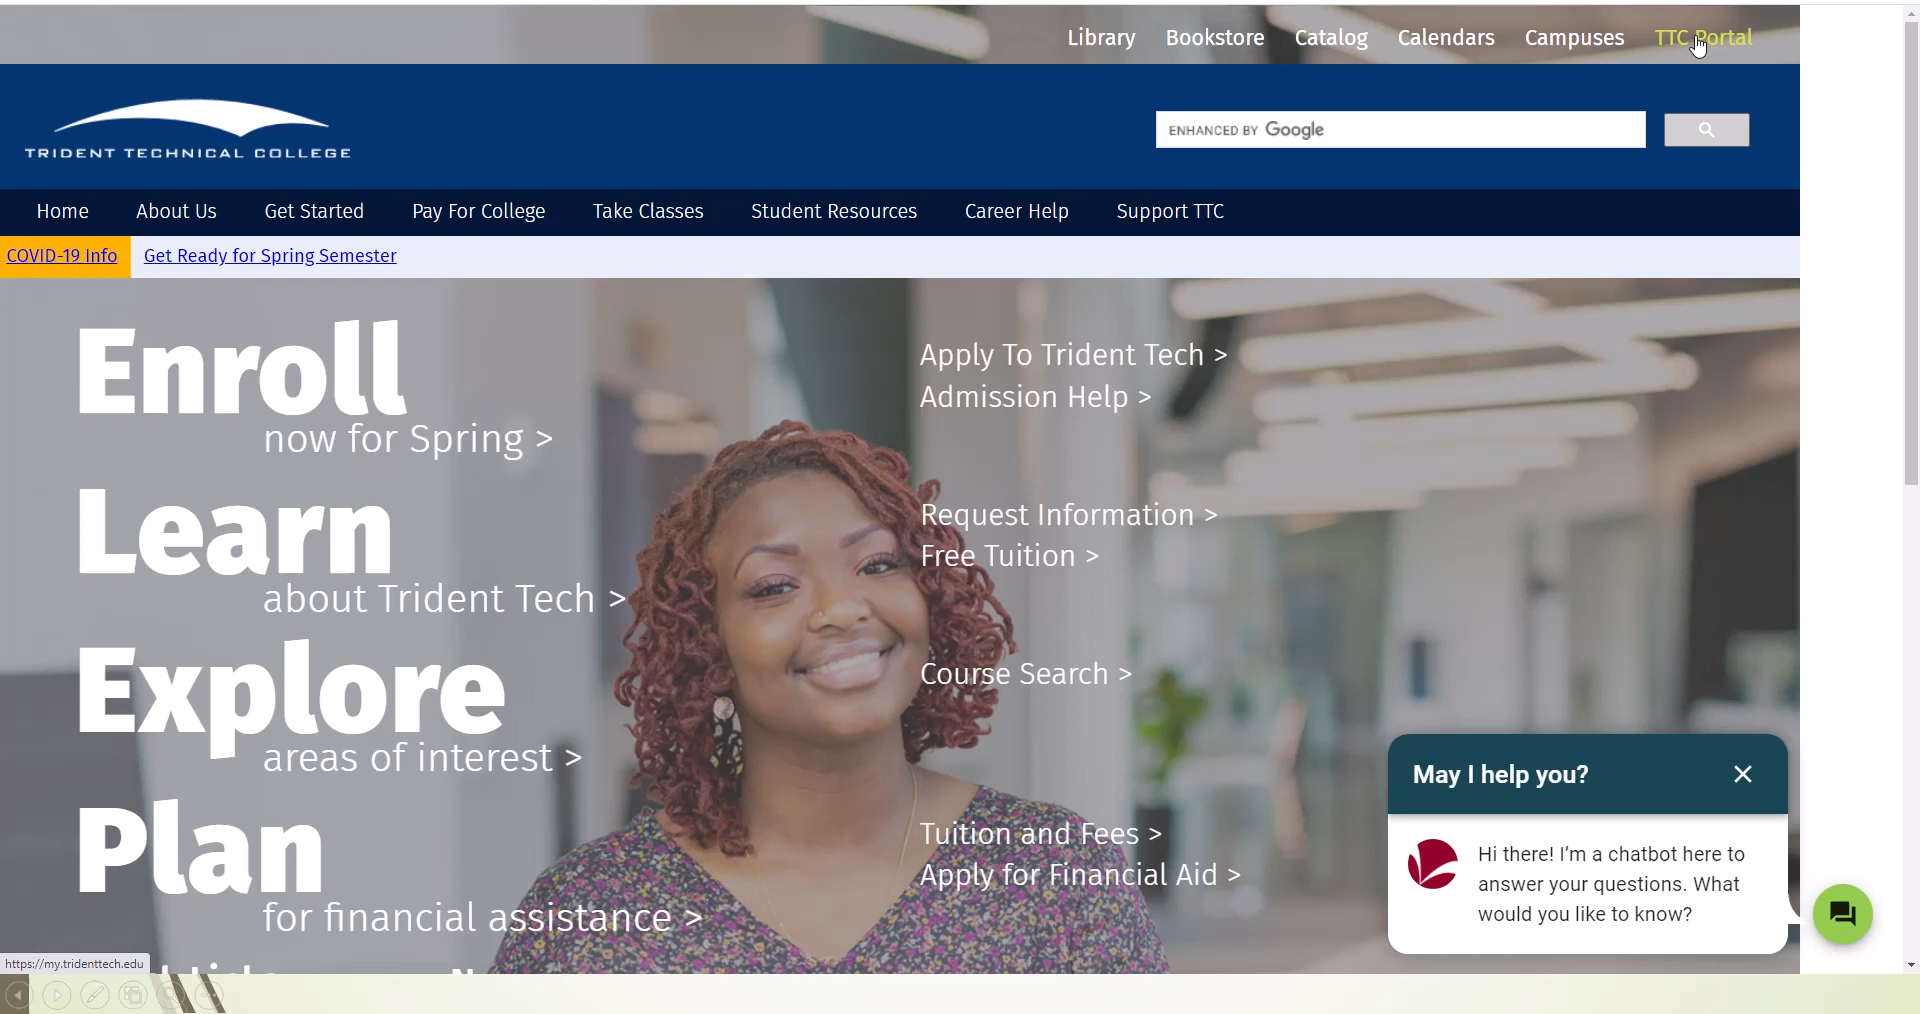 Library Bookstore Catalog Calendars Campuses TTC Portal
TRIDENT TECHNICAL COLLEGE
ENHANCED BY Google
Home About Us Get Started Pay For College Take Classes Student Resources Career Help Support TTC
COVID-19 Info Get Ready for Spring Semester
Enroll
now for Spring >
Apply To Trident Tech >
Admission Help >
Learn
about Trident Tech >
Request Information >
Free Tuition >
Explore
areas of interest >
Course Search >
Plan
for financial assistance >
Tuition and Fees >
Apply for Financial Aid >
May I help you?
Hi there! I'm a chatbot here to
answer your questions. What
would you like to know?
https://my.tridenttech.edu